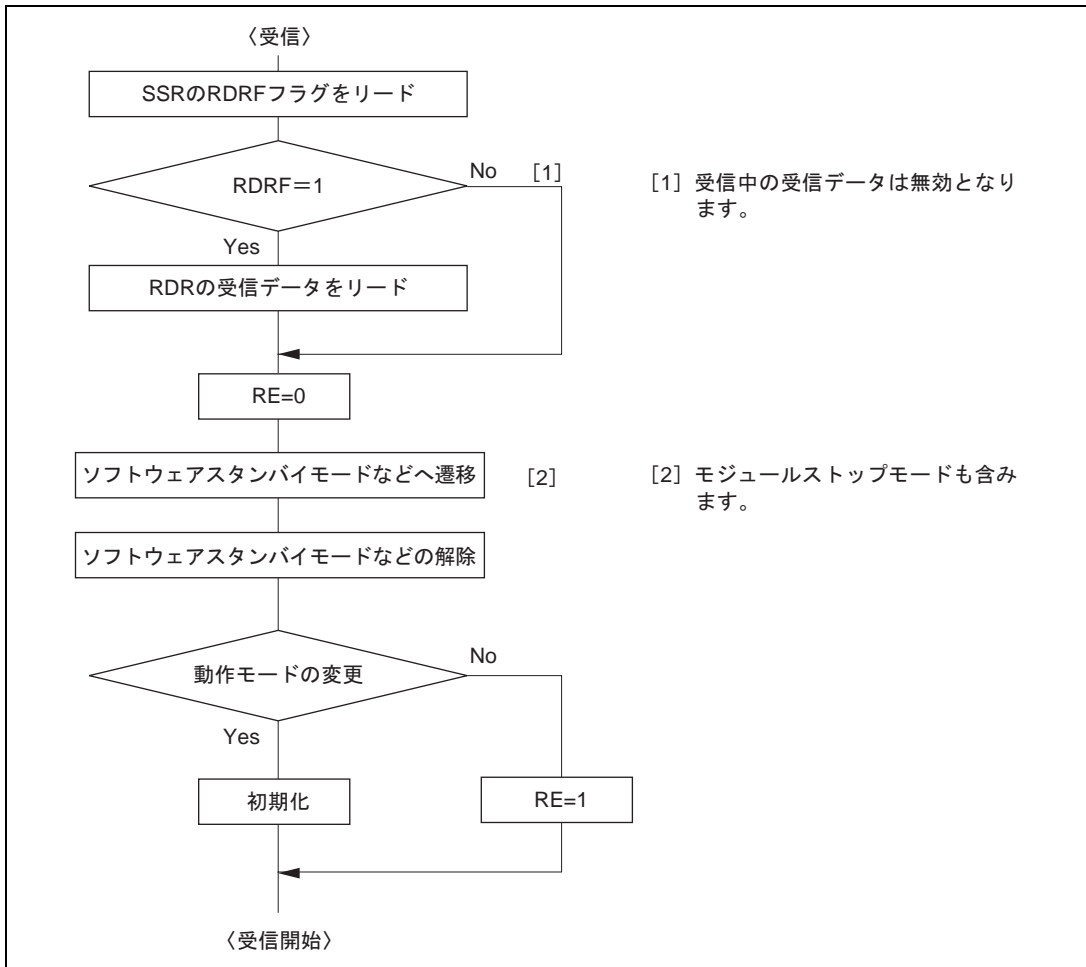 〈受信〉
SSRのRDRFフラグをリード
RDRF＝1
No
[1]
[1] 受信中の受信データは無効となり
ます。
Yes
RDRの受信データをリード
RE=0
ソフトウェアスタンバイモードなどへ遷移
[2]
[2] モジュールストップモードも含み
ます。
ソフトウェアスタンバイモードなどの解除
動作モードの変更
No
Yes
初期化
RE=1
〈受信開始〉